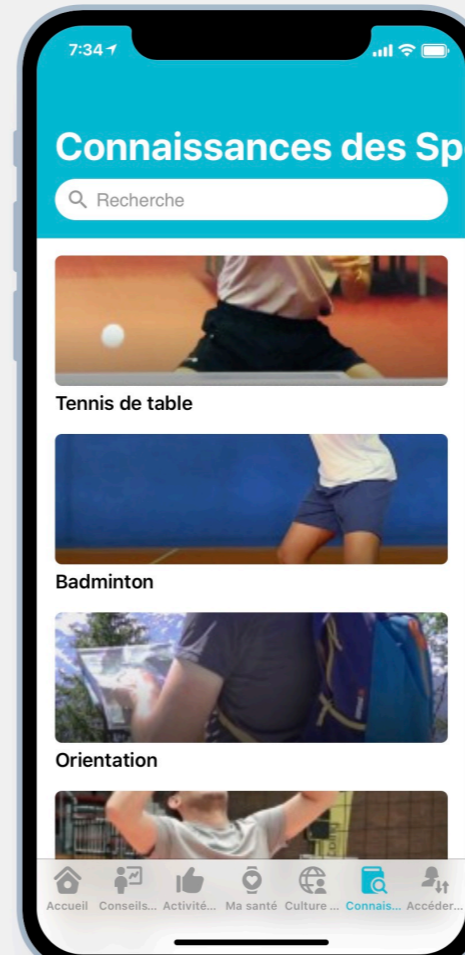 7:34
Connaissances des Sp
Recherche
Tennis de table
Badminton
Orientation
Accueil Conseils... Activité... Ma santé Culture ... Connais... Accéder...